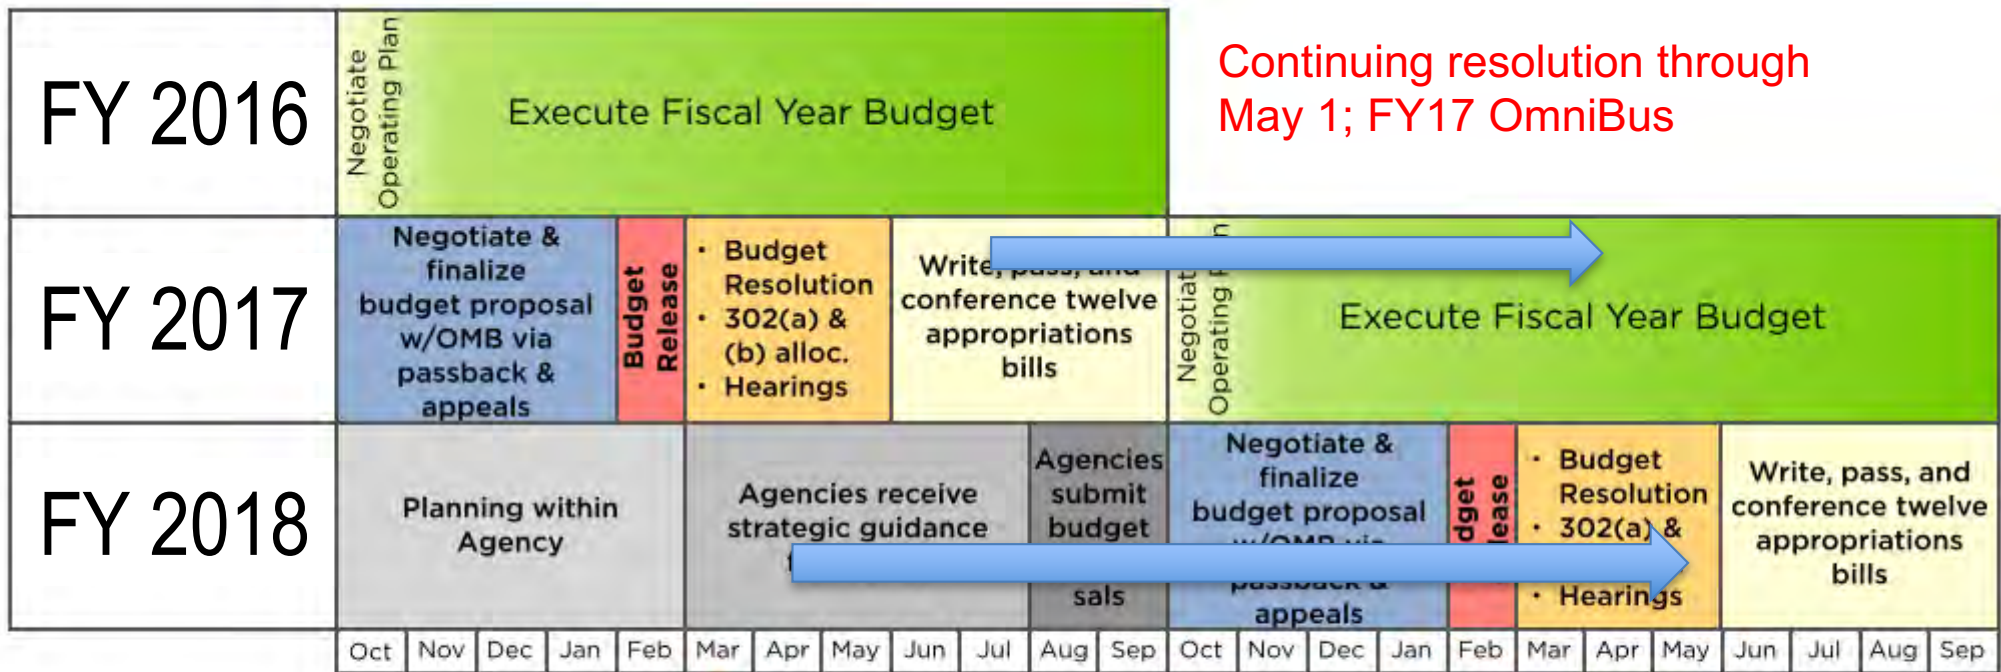 FY 2016
Negotiate
Operating Plan
Execute Fiscal Year Budget
Continuing resolution through
May 1; FY17 OmniBus
FY 2017
Negotiate &
finalize
budget proposal
w/OMB via
passback &
appeals
Budget
Release
• Budget
Resolution
• 302(a) &
(b) alloc.
• Hearings
Write, pass, and
conference twelve
appropriations
bills
Operating
Execute Fiscal Year Budget
FY 2018
Planning within
Agency
Agencies receive
strategic guidance
Agencies
submit
budget
sals
Negotiate &
finalize
budget proposal
w/OMB via
passback &
appeals
• Budget
Resolution
• 302(a) &
• Hearings
Write, pass, and
conference twelve
appropriations
bills
Oct Nov Dec Jan Feb Mar Apr May Jun Jul Aug Sep Oct Nov Dec Jan Feb Mar Apr May Jun Jul Aug Sep